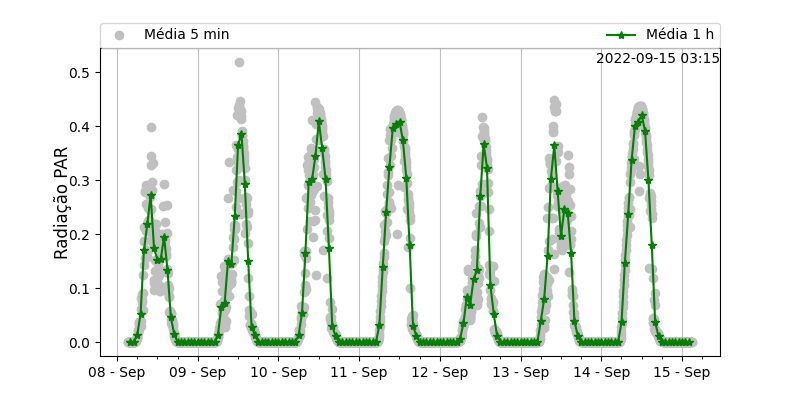 Média 5 min
Média 1 h
2022-09-15 03:15
Radiação PAR
0.5
0.4
0.3
0.2
0.1
0.0
08 - Sep
09 - Sep
10 - Sep
11 - Sep
12 - Sep
13 - Sep
14 - Sep
15 - Sep